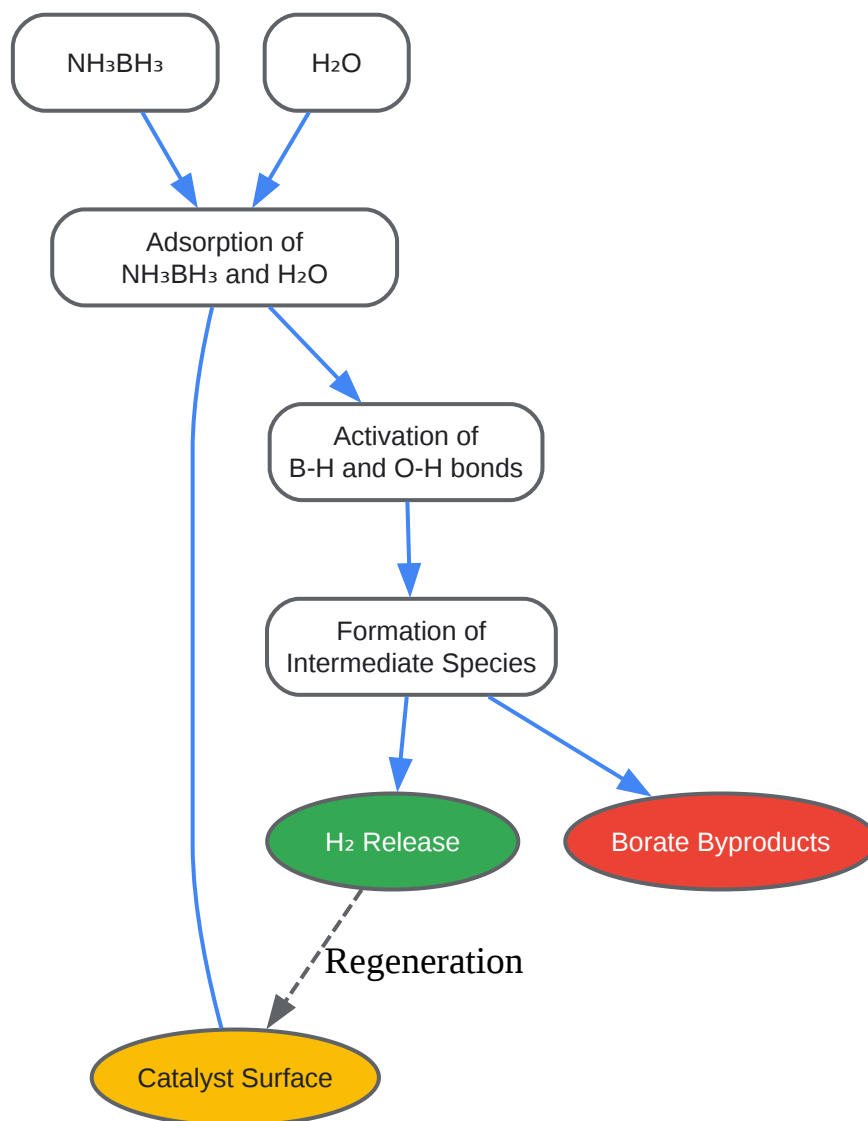 NH₃BH₃
H₂O
Adsorption of
NH₃BH₃ and H₂O
Activation of
B-H and O-H bonds
Formation of
Intermediate Species
H₂ Release
Borate Byproducts
Regeneration
Catalyst Surface